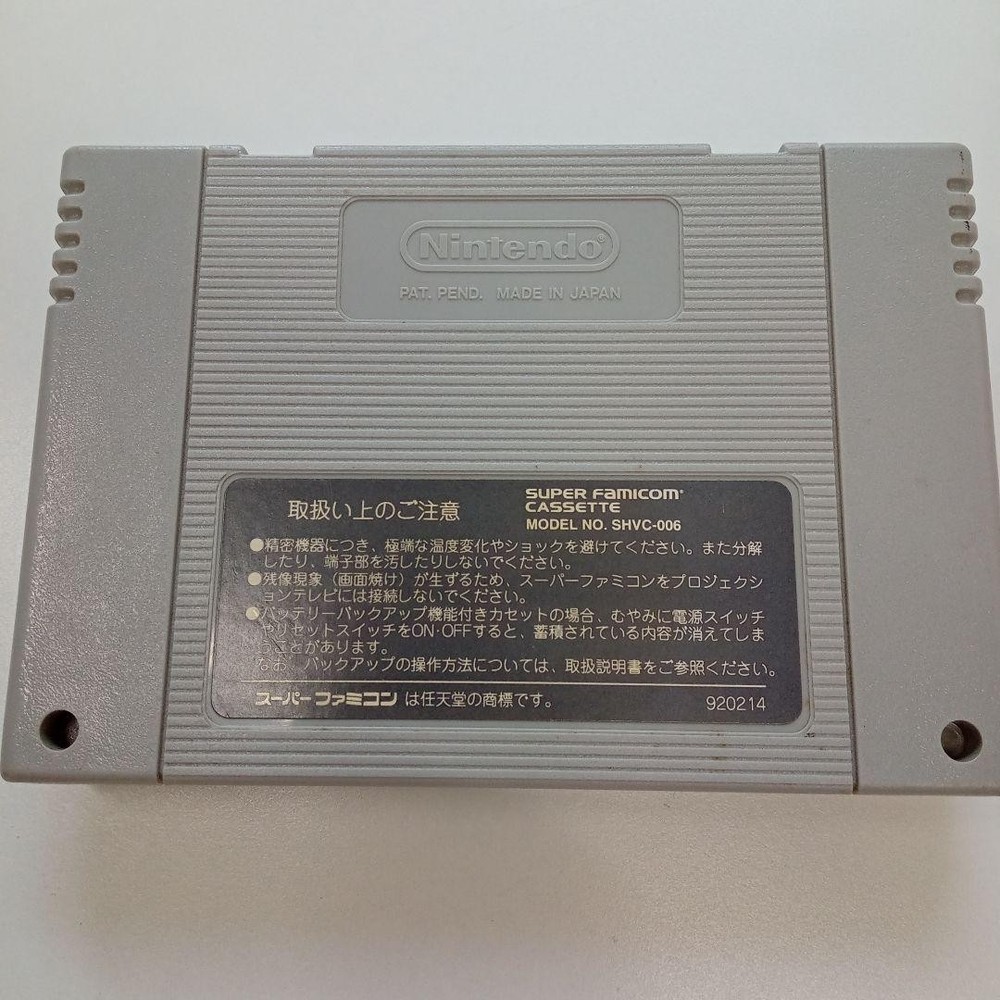 Nintendo®
PAT. PEND. MADE IN JAPAN
取扱い上のご注意
SUPER FAMICOM®
CASSETTE
MODEL NO. SHVC-006
●精密機器につき、極端な温度変化やショックを避けてください。また分解
したり、端子部を汚したりしないでください。
●残像現象（画面焼け）が生ずるため、スーパーファミコンをプロジェクシ
ョンテレビには接続しないでください。
●バッテリーバックアップ機能付きカセットの場合、むやみに電源スイッチ
やリセットスイッチをON·OFFすると、蓄積されている内容が消えてしま
うことがあります。
なお、バックアップの操作方法については、取扱説明書をご参照ください。
スーパーファミコン は任天堂の商標です。
920214